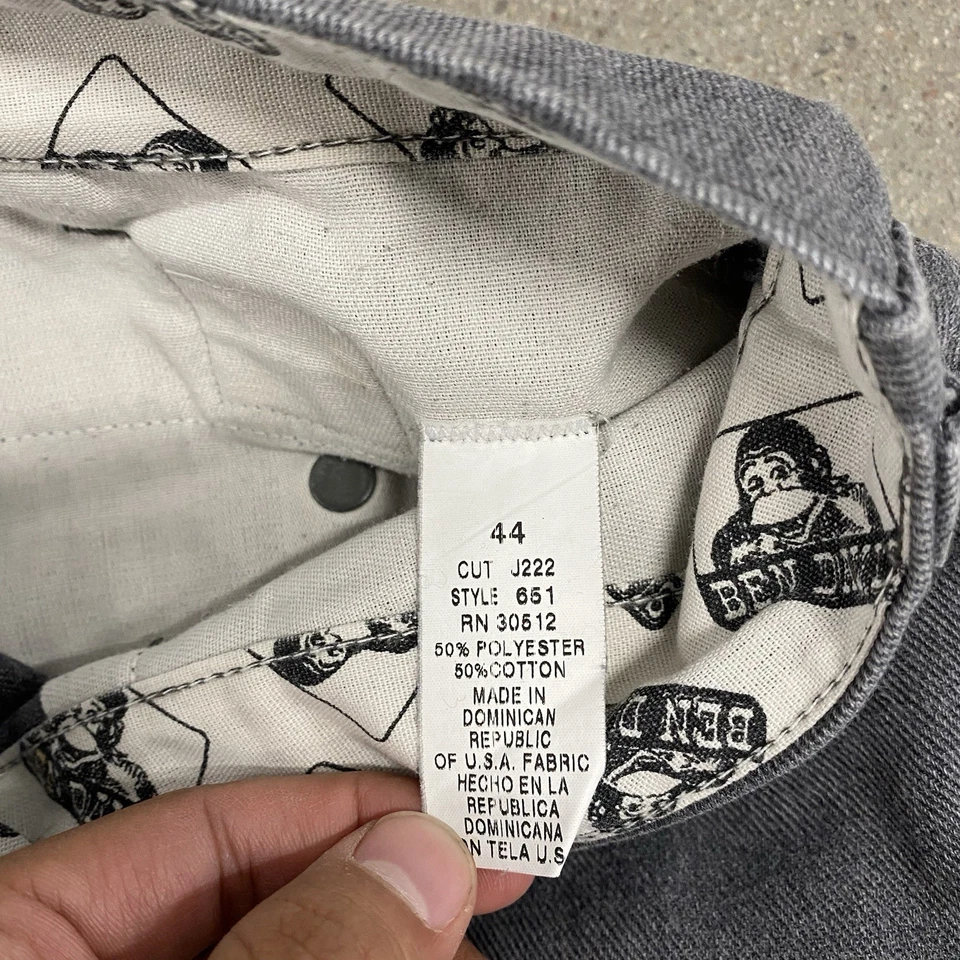 44
CUT J222
STYLE 651
RN 30512
50% POLYESTER
50%COTTON
MADE IN
DOMINICAN
REPUBLIC
OF U.S.A. FABRIC
HECHO EN LA
REPUBLICA
DOMINICANA
TELA U.S
BEN
BEN D